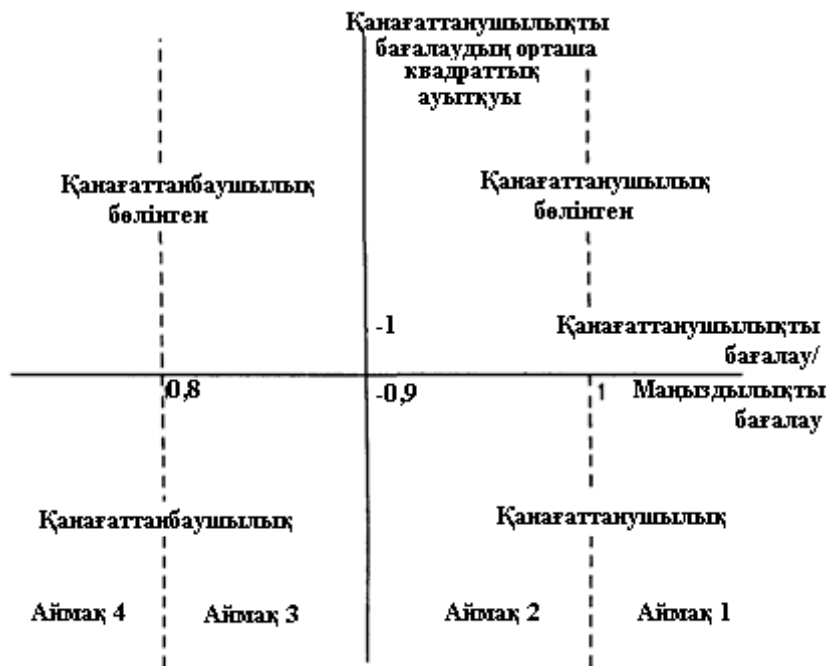 Қанағаттанушылықты
бағалаудың орташа
квадраттық
ауытқуы
Қанағаттанбаушылық
бөлінген
Қанағаттанушылық
бөлінген
-1
Қанағаттанушылықты
бағалау/
0,8
-0,9
1
Маңыздылықты
бағалау
Қанағаттанбаушылық
Қанағаттанушылық
Аймақ 4
Аймақ 3
Аймақ 2
Аймақ 1